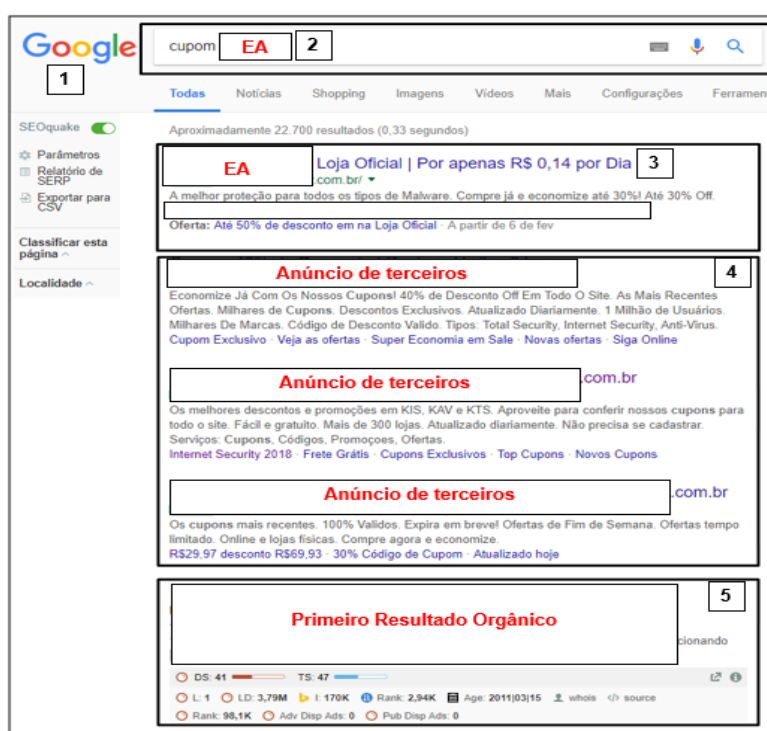 Google
1
cupom EA 2
Todas Notícias Shopping Imagens Vídeos Mais Configurações Ferramen
SEOquake
Parâmetros
Relatório de SERP
Exportar para CSV
Classificar esta página
Localidade
Aproximadamente 22.700 resultados (0,33 segundos)
EA Loja Oficial | Por apenas R$ 0,14 por Dia 3
.com.br/
A melhor proteção para todos os tipos de Malware. Compre já e economize até 30%! Até 30% Off.
Oferta: Até 50% de desconto em na Loja Oficial · A partir de 6 de fev
Anúncio de terceiros 4
Economize Já Com Os Nossos Cupons! 40% de Desconto Off Em Todo O Site. As Mais Recentes
Ofertas. Milhares de Cupons. Descontos Exclusivos. Atualizado Diariamente. 1 Milhão de Usuários.
Milhares De Marcas. Código de Desconto Valido. Tipos: Total Security, Internet Security, Anti-Virus.
Cupom Exclusivo · Veja as ofertas · Super Economia em Sale · Novas ofertas · Siga Online
Anúncio de terceiros .com.br
Os melhores descontos e promoções em KIS, KAV e KTS. Aproveite para conferir nossos cupons para
todo o site. Fácil e gratuito. Mais de 300 lojas. Atualizado diariamente. Não precisa se cadastrar.
Serviços: Cupons, Códigos, Promoçoes, Ofertas.
Internet Security 2018 · Frete Grátis · Cupons Exclusivos · Top Cupons · Novos Cupons
Anúncio de terceiros .com.br
Os cupons mais recentes. 100% Validos. Expira em breve! Ofertas de Fim de Semana. Ofertas tempo
limitado. Online e lojas físicas. Compre agora e economize.
R$29,97 desconto R$69,93 · 30% Código de Cupom · Atualizado hoje
5
Primeiro Resultado Orgânico
cionando
DS: 41 TS: 47
L: 1 LD: 3,79M I: 170K Rank: 2,94K Age: 2011|03|15 whois </> source
Rank: 98,1K Adv Disp Ads: 0 Pub Disp Ads: 0